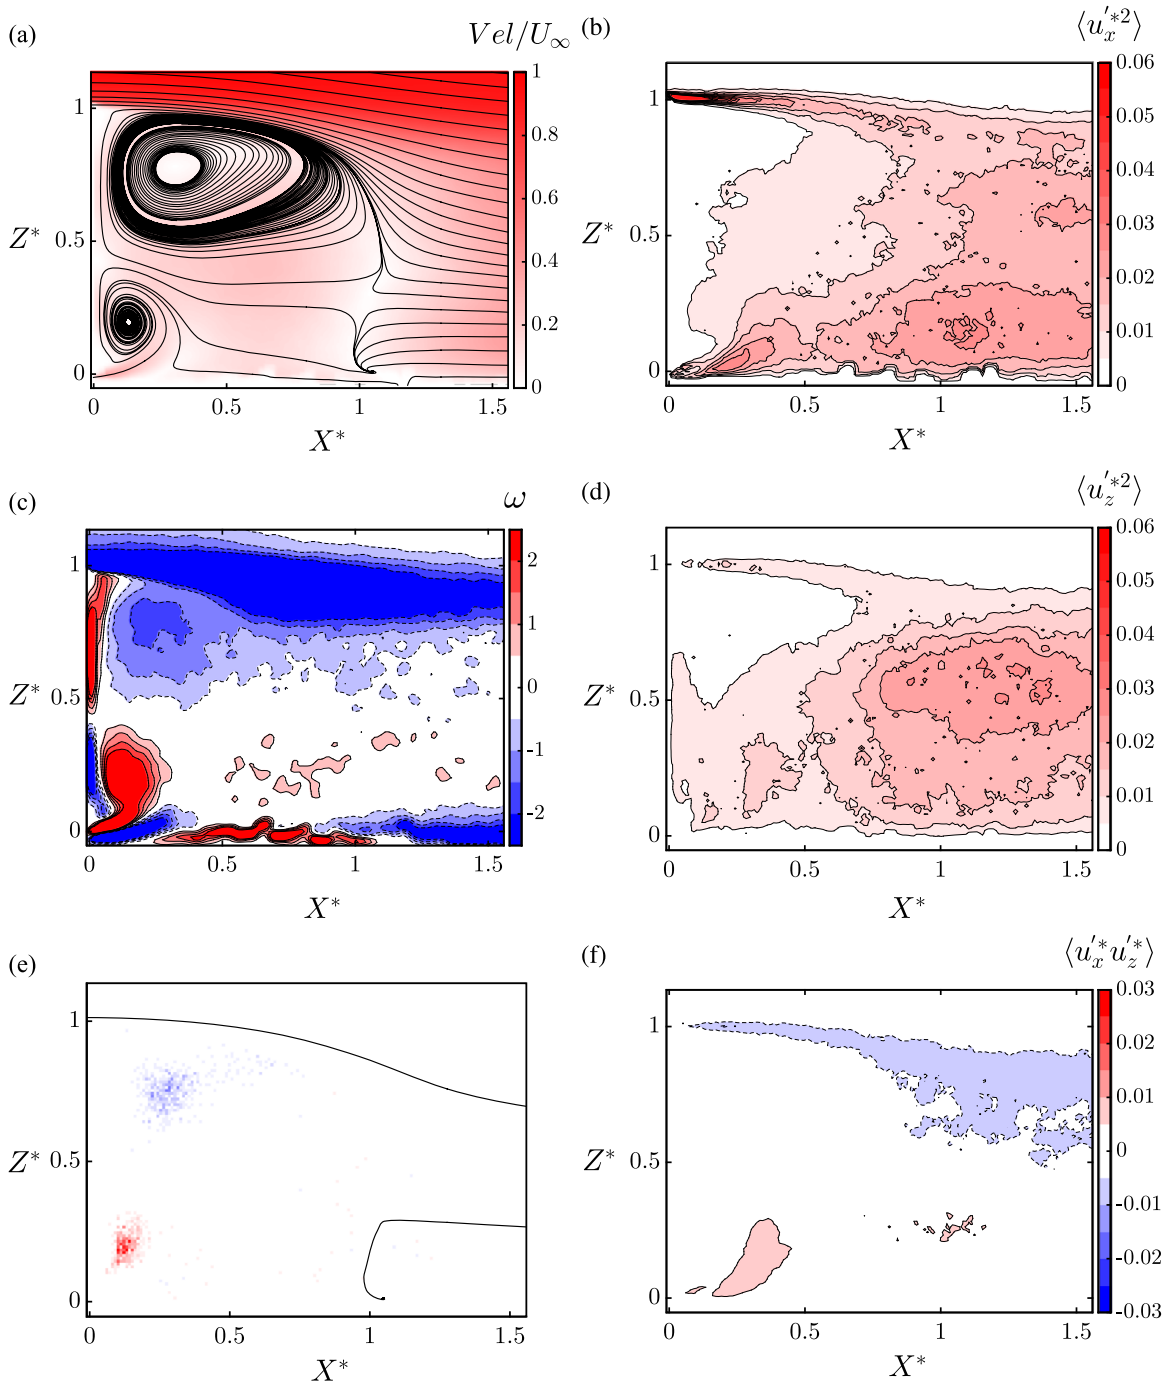 (a)
Vel/U∞
1
0.8
0.6
0.4
0.2
0
1
Z* 0.5
0
0 0.5 1 1.5
X*
(b)
⟨u′*2x⟩
0.06
0.05
0.04
0.03
0.02
0.01
0
1
Z* 0.5
0
0 0.5 1 1.5
X*
(c)
ω
2
1
0
-1
-2
1
Z* 0.5
0
0 0.5 1 1.5
X*
(d)
⟨u′*2z⟩
0.06
0.05
0.04
0.03
0.02
0.01
0
1
Z* 0.5
0
0 0.5 1 1.5
X*
(e)
1
Z* 0.5
0
0 0.5 1 1.5
X*
(f)
⟨u′*x u′*z⟩
0.03
0.02
0.01
0
-0.01
-0.02
-0.03
1
Z* 0.5
0
0 0.5 1 1.5
X*